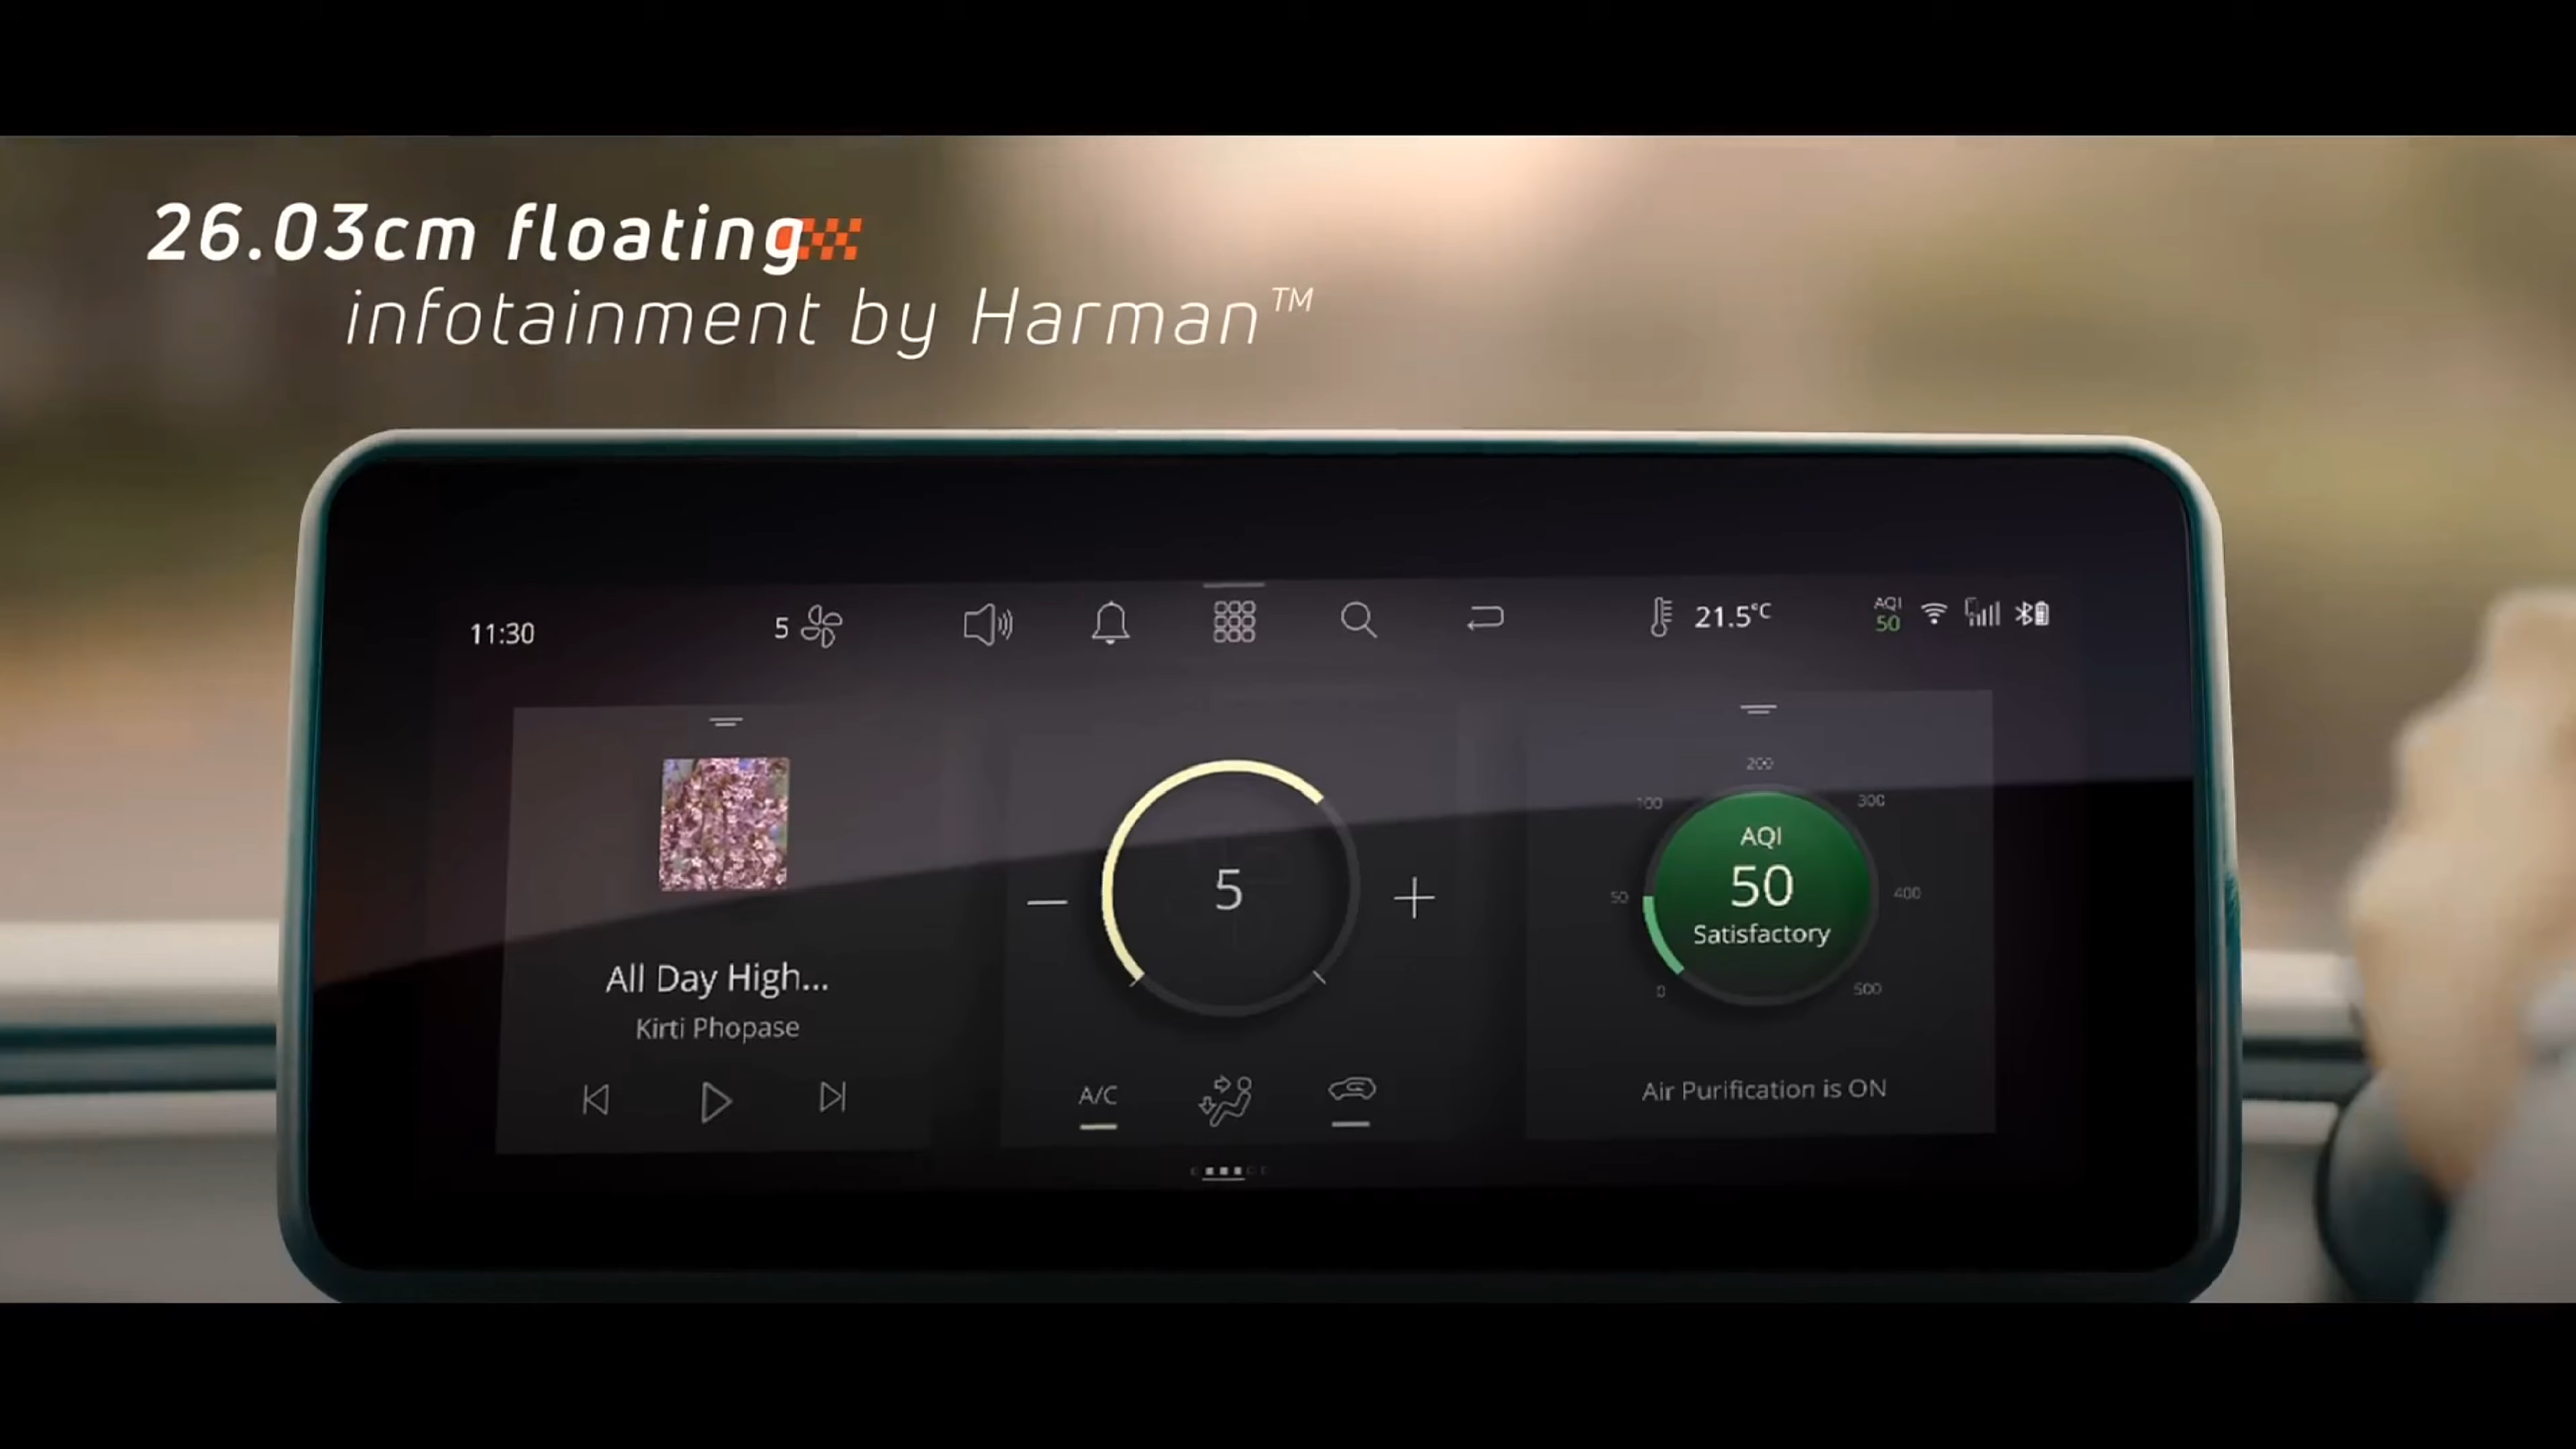 26.03cm floating
infotainment by Harman™
11:30
5
21.5°C
AQI
50
All Day High...
Kirti Phopase
5
A/C
200
100
300
50
400
0
500
AQI
50
Satisfactory
Air Purification is ON